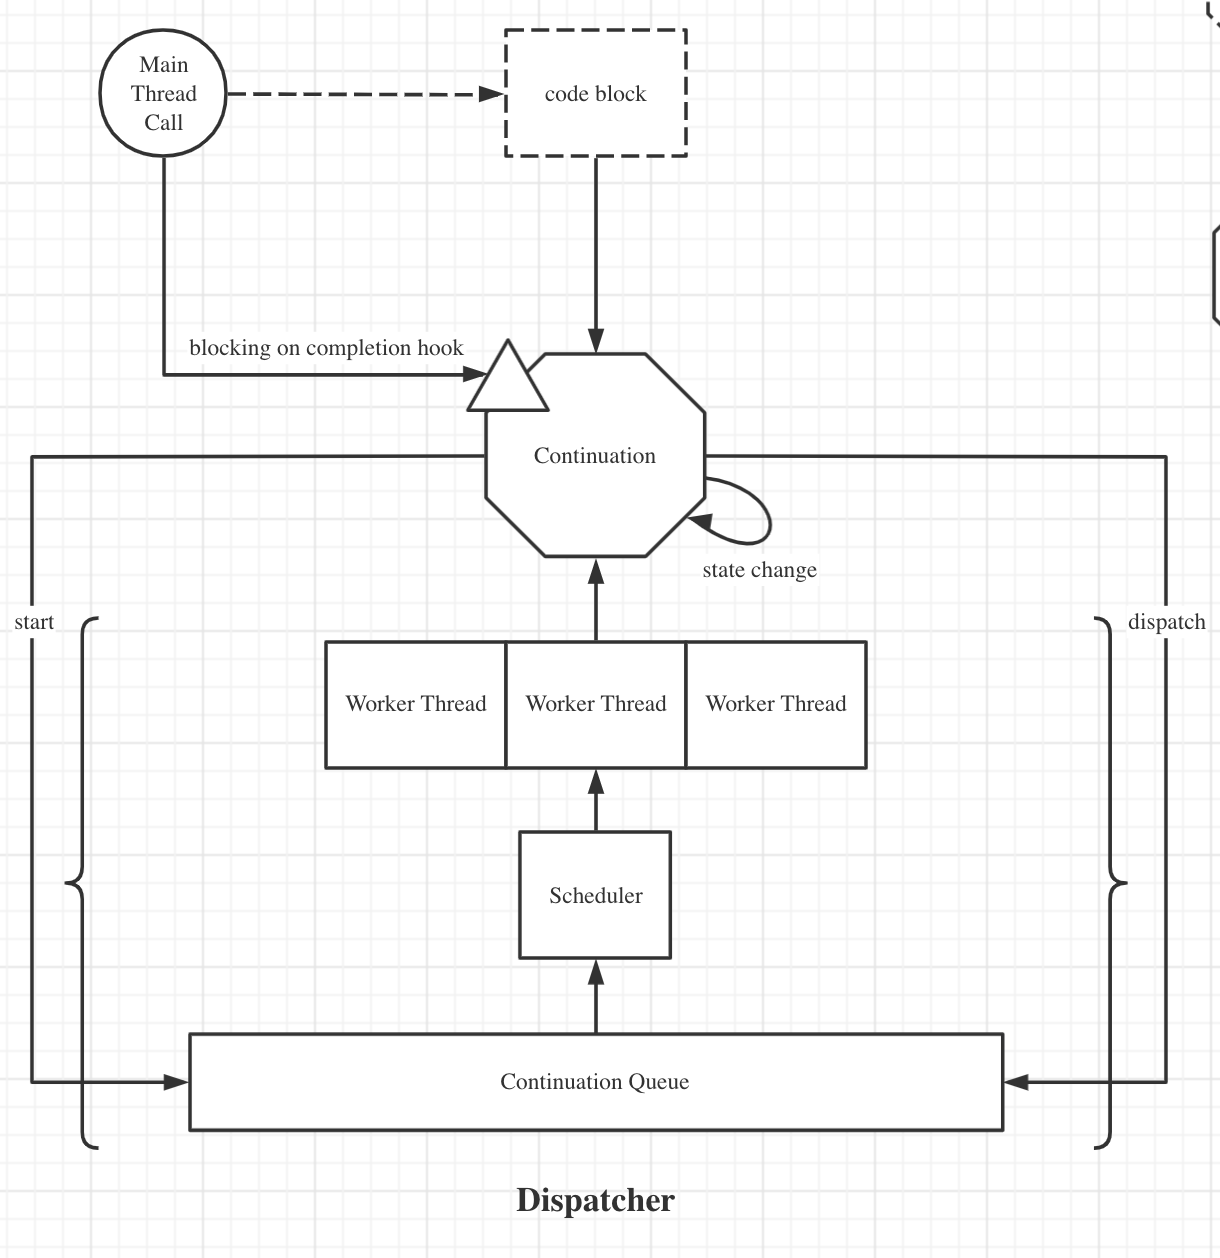 Main
Thread
Call
code block
blocking on completion hook
Continuation
state change
start
dispatch
Worker Thread
Worker Thread
Worker Thread
Scheduler
Continuation Queue
Dispatcher